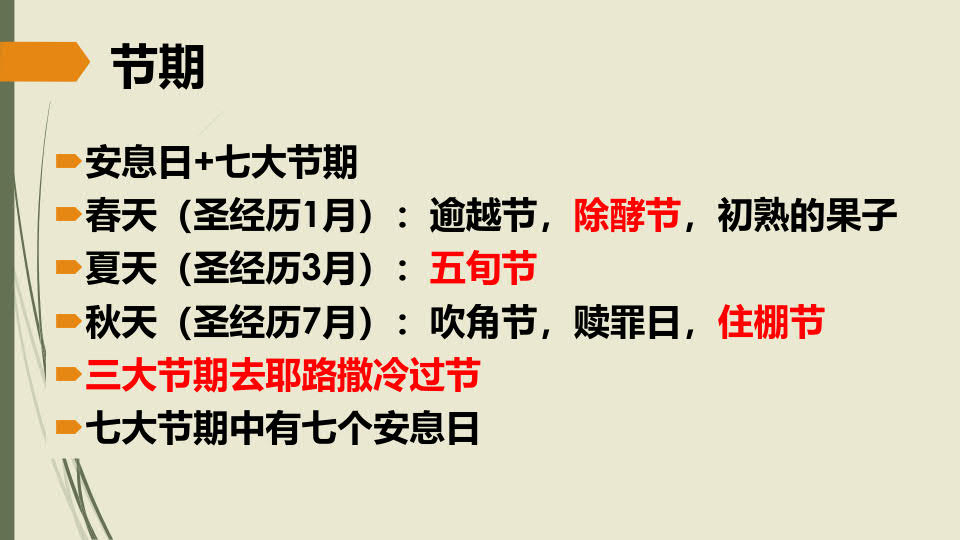 节期
安息日+七大节期
春天（圣经历1月）：逾越节，除酵节，初熟的果子
夏天（圣经历3月）：五旬节
秋天（圣经历7月）：吹角节，赎罪日，住棚节
三大节期去耶路撒冷过节
七大节期中有七个安息日